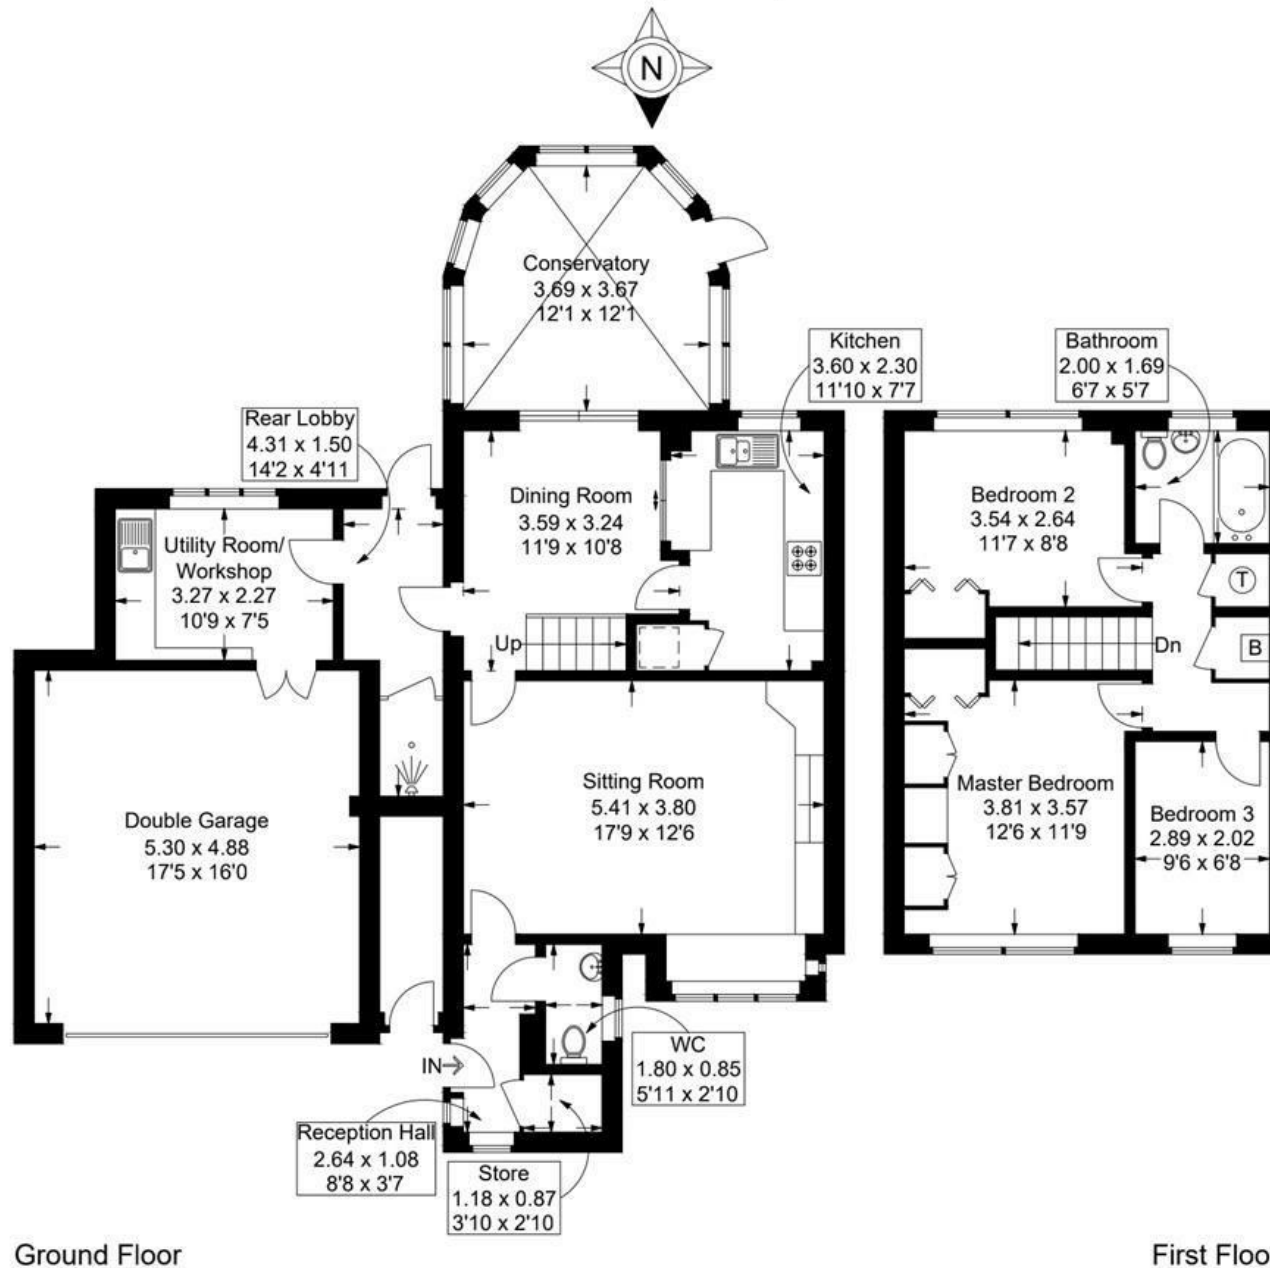 N
Conservatory
3.69 x 3.67
12'1 x 12'1
Kitchen
3.60 x 2.30
11'10 x 7'7
Bathroom
2.00 x 1.69
6'7 x 5'7
Rear Lobby
4.31 x 1.50
14'2 x 4'11
Dining Room
3.59 x 3.24
11'9 x 10'8
Bedroom 2
3.54 x 2.64
11'7 x 8'8
Utility Room/
Workshop
3.27 x 2.27
10'9 x 7'5
T
Up
Dn
B
Sitting Room
5.41 x 3.80
17'9 x 12'6
Master Bedroom
3.81 x 3.57
12'6 x 11'9
Bedroom 3
2.89 x 2.02
9'6 x 6'8
Double Garage
5.30 x 4.88
17'5 x 16'0
IN
WC
1.80 x 0.85
5'11 x 2'10
Reception Hall
2.64 x 1.08
8'8 x 3'7
Store
1.18 x 0.87
3'10 x 2'10
Ground Floor
First Floo